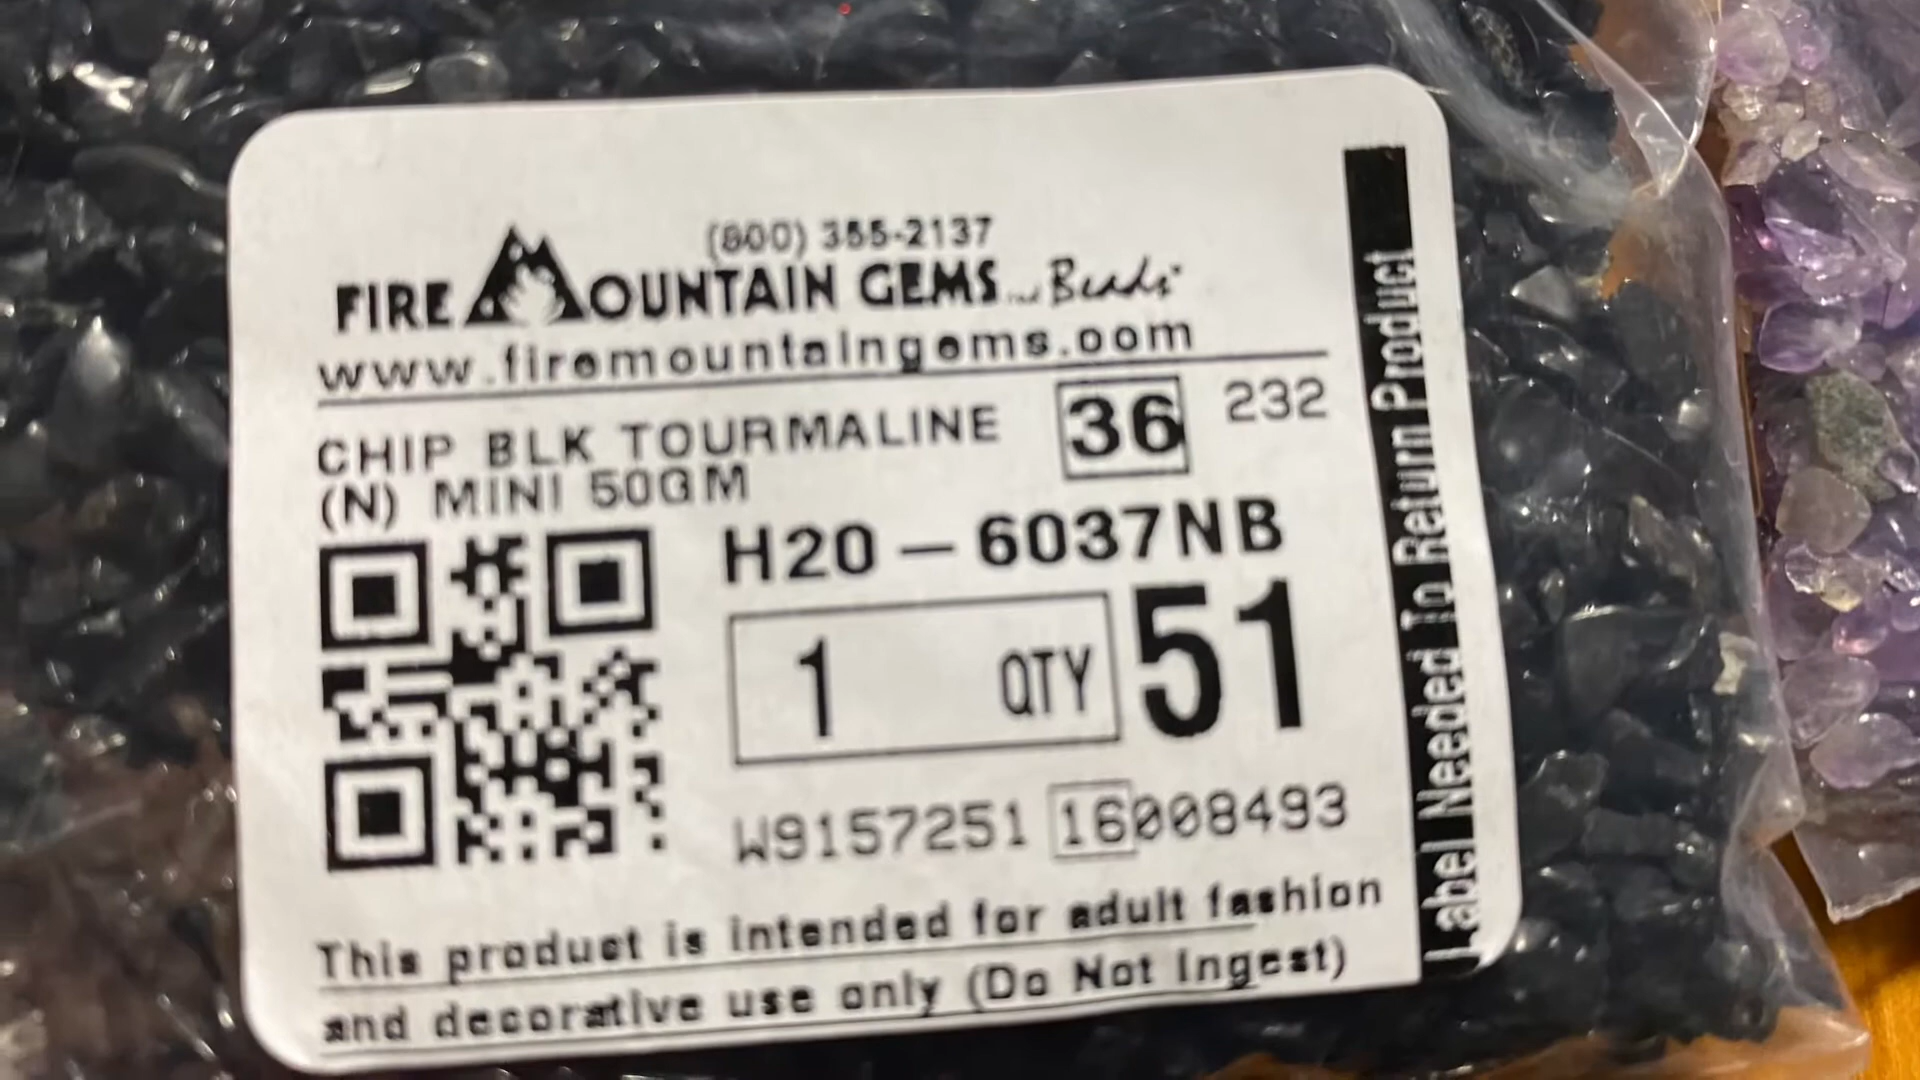 (800) 355-2137
FIRE MOUNTAIN GEMS and Beads
www.firemountaingems.com
CHIP BLK TOURMALINE 36 232
(N) MINI 50GM
H20-6037NB
1 QTY 51
W9157251 16008493
This product is intended for adult fashion
and decorative use only (Do Not Ingest)
Label Needed To Return Product